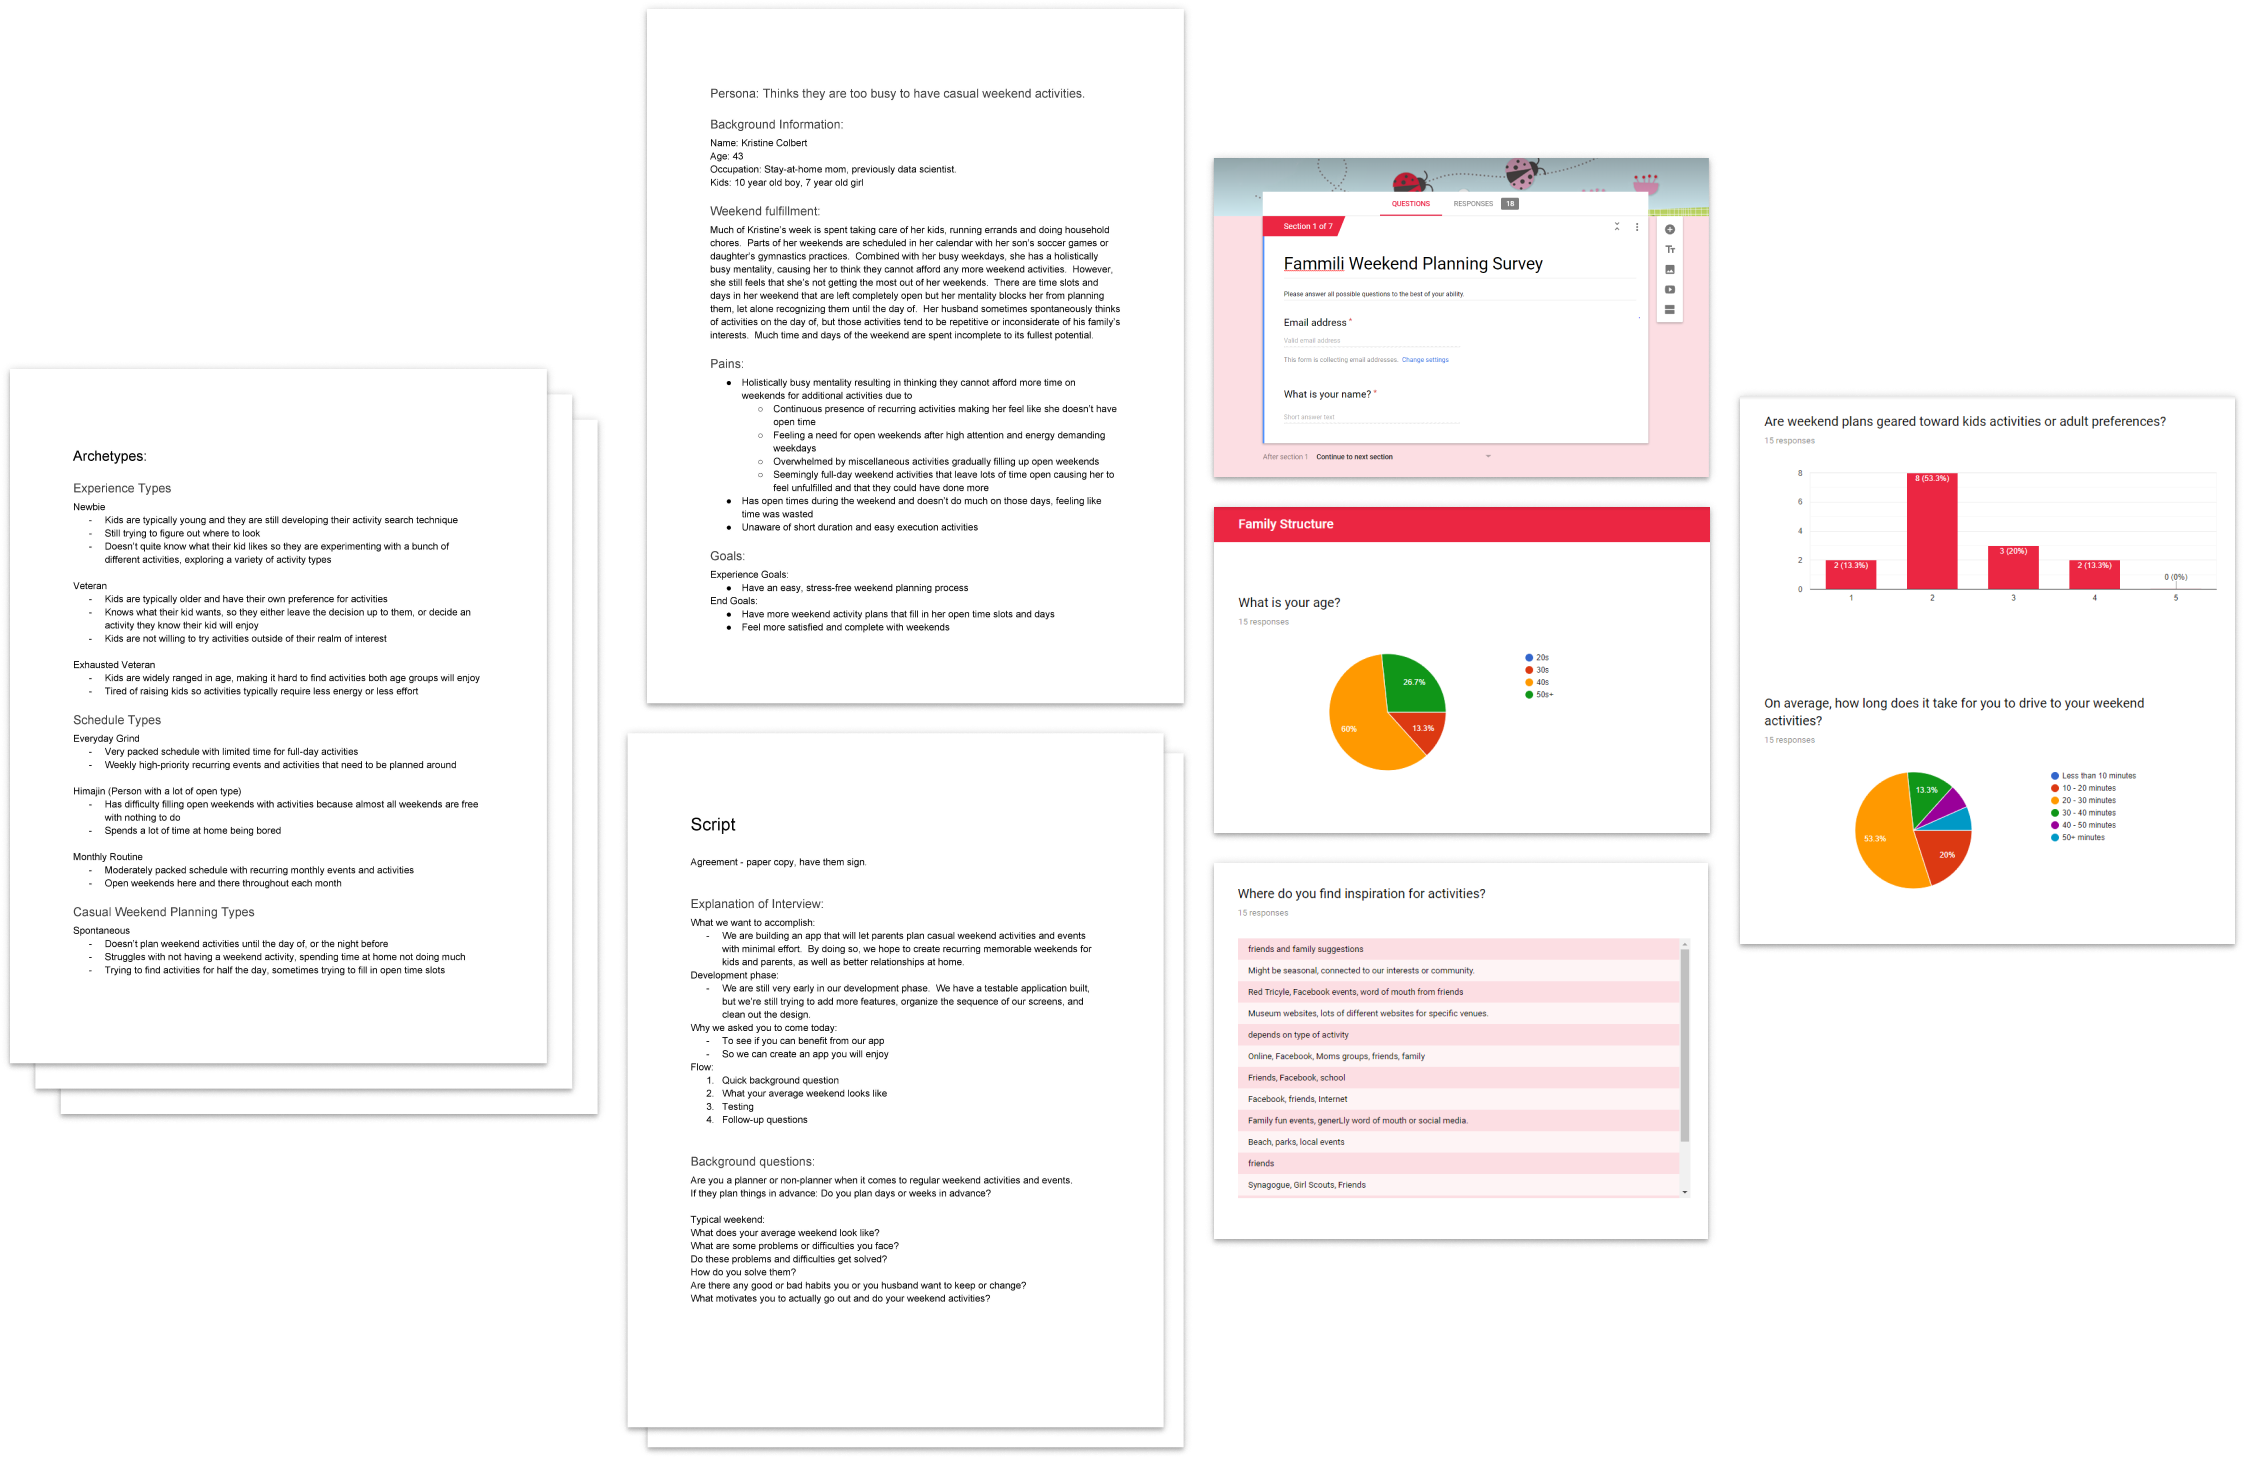 Archetypes:
Experience Types
Newbie
- Kids are typically young and they are still developing their activity search technique
- Still trying to figure out where to look
- Doesn't quite know what their kid likes so they are experimenting with a bunch of
different activities, exploring a variety of activity types
Veteran
- Kids are typically older and have their own preference for activities
- Knows what their kid wants, so they either leave the decision up to them, or decide an
activity they know their kid will enjoy
- Kids are not willing to try activities outside of their realm of interest
Exhausted Veteran
- Kids are widely ranged in age, making it hard to find activities both age groups will enjoy
- Tired of raising kids so activities typically require less energy or less effort
Schedule Types
Everyday Grind
- Very packed schedule with limited time for full-day activities
- Weekly high-priority recurring events and activities that need to be planned around
Himajin (Person with a lot of open type)
- Has difficulty filling open weekends with activities because almost all weekends are free
with nothing to do
- Spends a lot of time at home being bored
Monthly Routine
- Moderately packed schedule with recurring monthly events and activities
- Open weekends here and there throughout each month
Casual Weekend Planning Types
Spontaneous
- Doesn't plan weekend activities until the day of, or the night before
- Struggles with not having a weekend activity, spending time at home not doing much
- Trying to find activities for half the day, sometimes trying to fill in open time slots
Persona: Thinks they are too busy to have casual weekend activities.
Background Information:
Name: Kristine Colbert
Age: 43
Occupation: Stay-at-home mom, previously data scientist.
Kids: 10 year old boy, 7 year old girl
Weekend fulfillment:
Much of Kristine's week is spent taking care of her kids, running errands and doing household
chores. Parts of her weekends are scheduled in her calendar with her son's soccer games or
daughter's gymnastics practices. Combined with her busy weekdays, she has a holistically
busy mentality, causing her to think they cannot afford any more weekend activities. However,
she still feels that she's not getting the most out of her weekends. There are time slots and
days in her weekend that are left completely open but her mentality blocks her from planning
them, let alone recognizing them until the day of. Her husband sometimes spontaneously thinks
of activities on the day of, but those activities tend to be repetitive or inconsiderate of his family's
interests. Much time and days of the weekend are spent incomplete to its fullest potential.
Pains:
● Holistically busy mentality resulting in thinking they cannot afford more time on
weekends for additional activities due to
○ Continuous presence of recurring activities making her feel like she doesn't have
open time
○ Feeling a need for open weekends after high attention and energy demanding
weekdays
○ Overwhelmed by miscellaneous activities gradually filling up open weekends
○ Seemingly full-day weekend activities that leave lots of time open causing her to
feel unfulfilled and that they could have done more
● Has open times during the weekend and doesn't do much on those days, feeling like
time was wasted
● Unaware of short duration and easy execution activities
Goals:
Experience Goals:
● Have an easy, stress-free weekend planning process
End Goals:
● Have more weekend activity plans that fill in her open time slots and days
● Feel more satisfied and complete with weekends
Script
Agreement - paper copy, have them sign.
Explanation of Interview:
What we want to accomplish:
- We are building an app that will let parents plan casual weekend activities and events
with minimal effort. By doing so, we hope to create recurring memorable weekends for
kids and parents, as well as better relationships at home.
Development phase:
- We are still very early in our development phase. We have a testable application built,
but we're still trying to add more features, organize the sequence of our screens, and
clean out the design.
Why we asked you to come today:
- To see if you can benefit from our app
- So we can create an app you will enjoy
Flow:
1. Quick background question
2. What your average weekend looks like
3. Testing
4. Follow-up questions
Background questions:
Are you a planner or non-planner when it comes to regular weekend activities and events.
If they plan things in advance: Do you plan days or weeks in advance?
Typical weekend:
What does your average weekend look like?
What are some problems or difficulties you face?
Do these problems and difficulties get solved?
How do you solve them?
Are there any good or bad habits you or you husband want to keep or change?
What motivates you to actually go out and do your weekend activities?
QUESTIONS RESPONSES 18
Section 1 of 7
Fammili Weekend Planning Survey
Please answer all possible questions to the best of your ability.
Email address *
Valid email address
This form is collecting email addresses. Change settings
What is your name? *
Short answer text
After section 1 Continue to next section
Family Structure
What is your age?
15 responses
26.7%
60%
13.3%
20s
30s
40s
50s+
Where do you find inspiration for activities?
15 responses
friends and family suggestions
Might be seasonal, connected to our interests or community.
Red Tricyle, Facebook events, word of mouth from friends
Museum websites, lots of different websites for specific venues.
depends on type of activity
Online, Facebook, Moms groups, friends, family
Friends, Facebook, school
Facebook, friends, Internet
Family fun events, generLly word of mouth or social media.
Beach, parks, local events
friends
Synagogue, Girl Scouts, Friends
Are weekend plans geared toward kids activities or adult preferences?
15 responses
8
6
4
2
0
2 (13.3%)
8 (53.3%)
3 (20%)
2 (13.3%)
0 (0%)
1 2 3 4 5
On average, how long does it take for you to drive to your weekend
activities?
15 responses
13.3%
53.3%
20%
Less than 10 minutes
10 - 20 minutes
20 - 30 minutes
30 - 40 minutes
40 - 50 minutes
50+ minutes